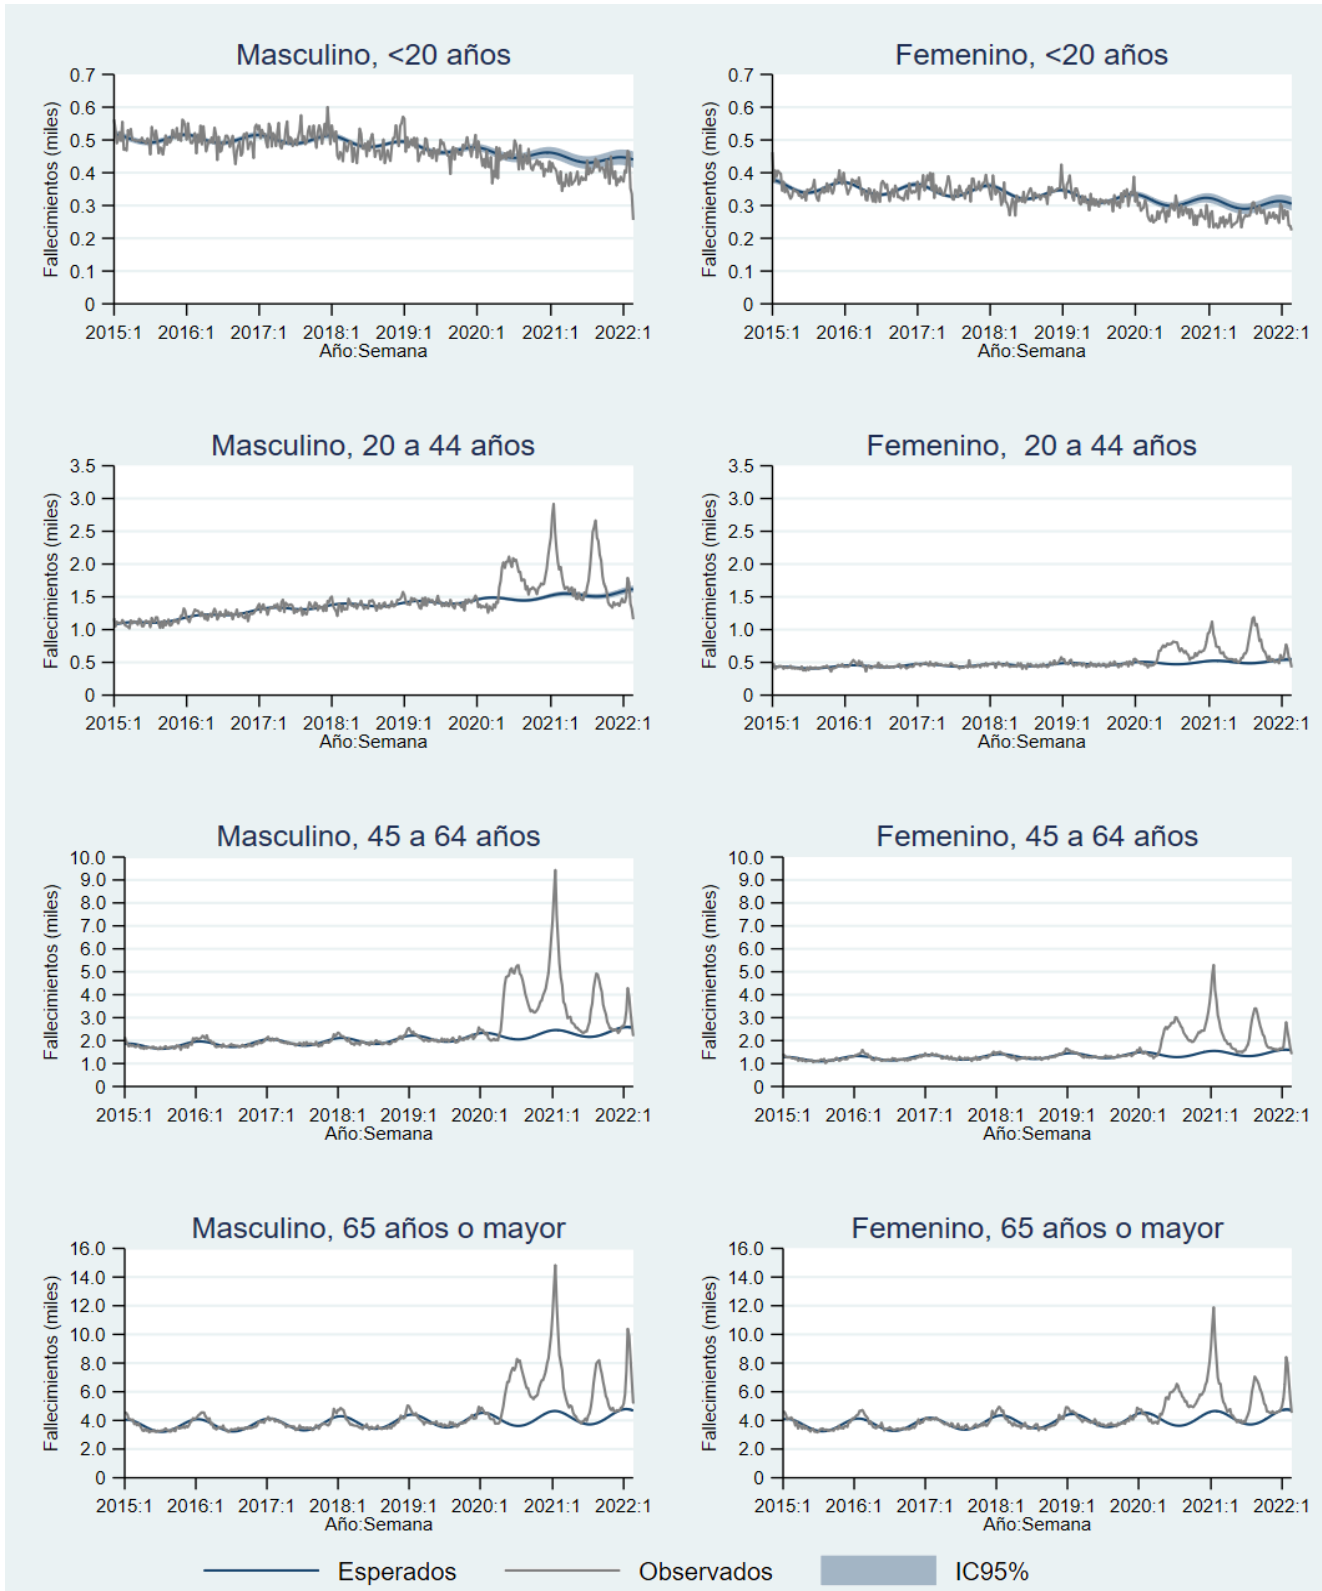 Masculino, <20 años
Fallecimientos (miles)
0.7
0.6
0.5
0.4
0.3
0.2
0.1
0
2015:1 2016:1 2017:1 2018:1 2019:1 2020:1 2021:1 2022:1
Año:Semana
Femenino, <20 años
Fallecimientos (miles)
0.7
0.6
0.5
0.4
0.3
0.2
0.1
0
2015:1 2016:1 2017:1 2018:1 2019:1 2020:1 2021:1 2022:1
Año:Semana
Masculino, 20 a 44 años
Fallecimientos (miles)
3.5
3.0
2.5
2.0
1.5
1.0
0.5
0
2015:1 2016:1 2017:1 2018:1 2019:1 2020:1 2021:1 2022:1
Año:Semana
Femenino, 20 a 44 años
Fallecimientos (miles)
3.5
3.0
2.5
2.0
1.5
1.0
0.5
0
2015:1 2016:1 2017:1 2018:1 2019:1 2020:1 2021:1 2022:1
Año:Semana
Masculino, 45 a 64 años
Fallecimientos (miles)
10.0
9.0
8.0
7.0
6.0
5.0
4.0
3.0
2.0
1.0
0
2015:1 2016:1 2017:1 2018:1 2019:1 2020:1 2021:1 2022:1
Año:Semana
Femenino, 45 a 64 años
Fallecimientos (miles)
10.0
9.0
8.0
7.0
6.0
5.0
4.0
3.0
2.0
1.0
0
2015:1 2016:1 2017:1 2018:1 2019:1 2020:1 2021:1 2022:1
Año:Semana
Masculino, 65 años o mayor
Fallecimientos (miles)
16.0
14.0
12.0
10.0
8.0
6.0
4.0
2.0
0
2015:1 2016:1 2017:1 2018:1 2019:1 2020:1 2021:1 2022:1
Año:Semana
Femenino, 65 años o mayor
Fallecimientos (miles)
16.0
14.0
12.0
10.0
8.0
6.0
4.0
2.0
0
2015:1 2016:1 2017:1 2018:1 2019:1 2020:1 2021:1 2022:1
Año:Semana
Esperados Observados IC95%